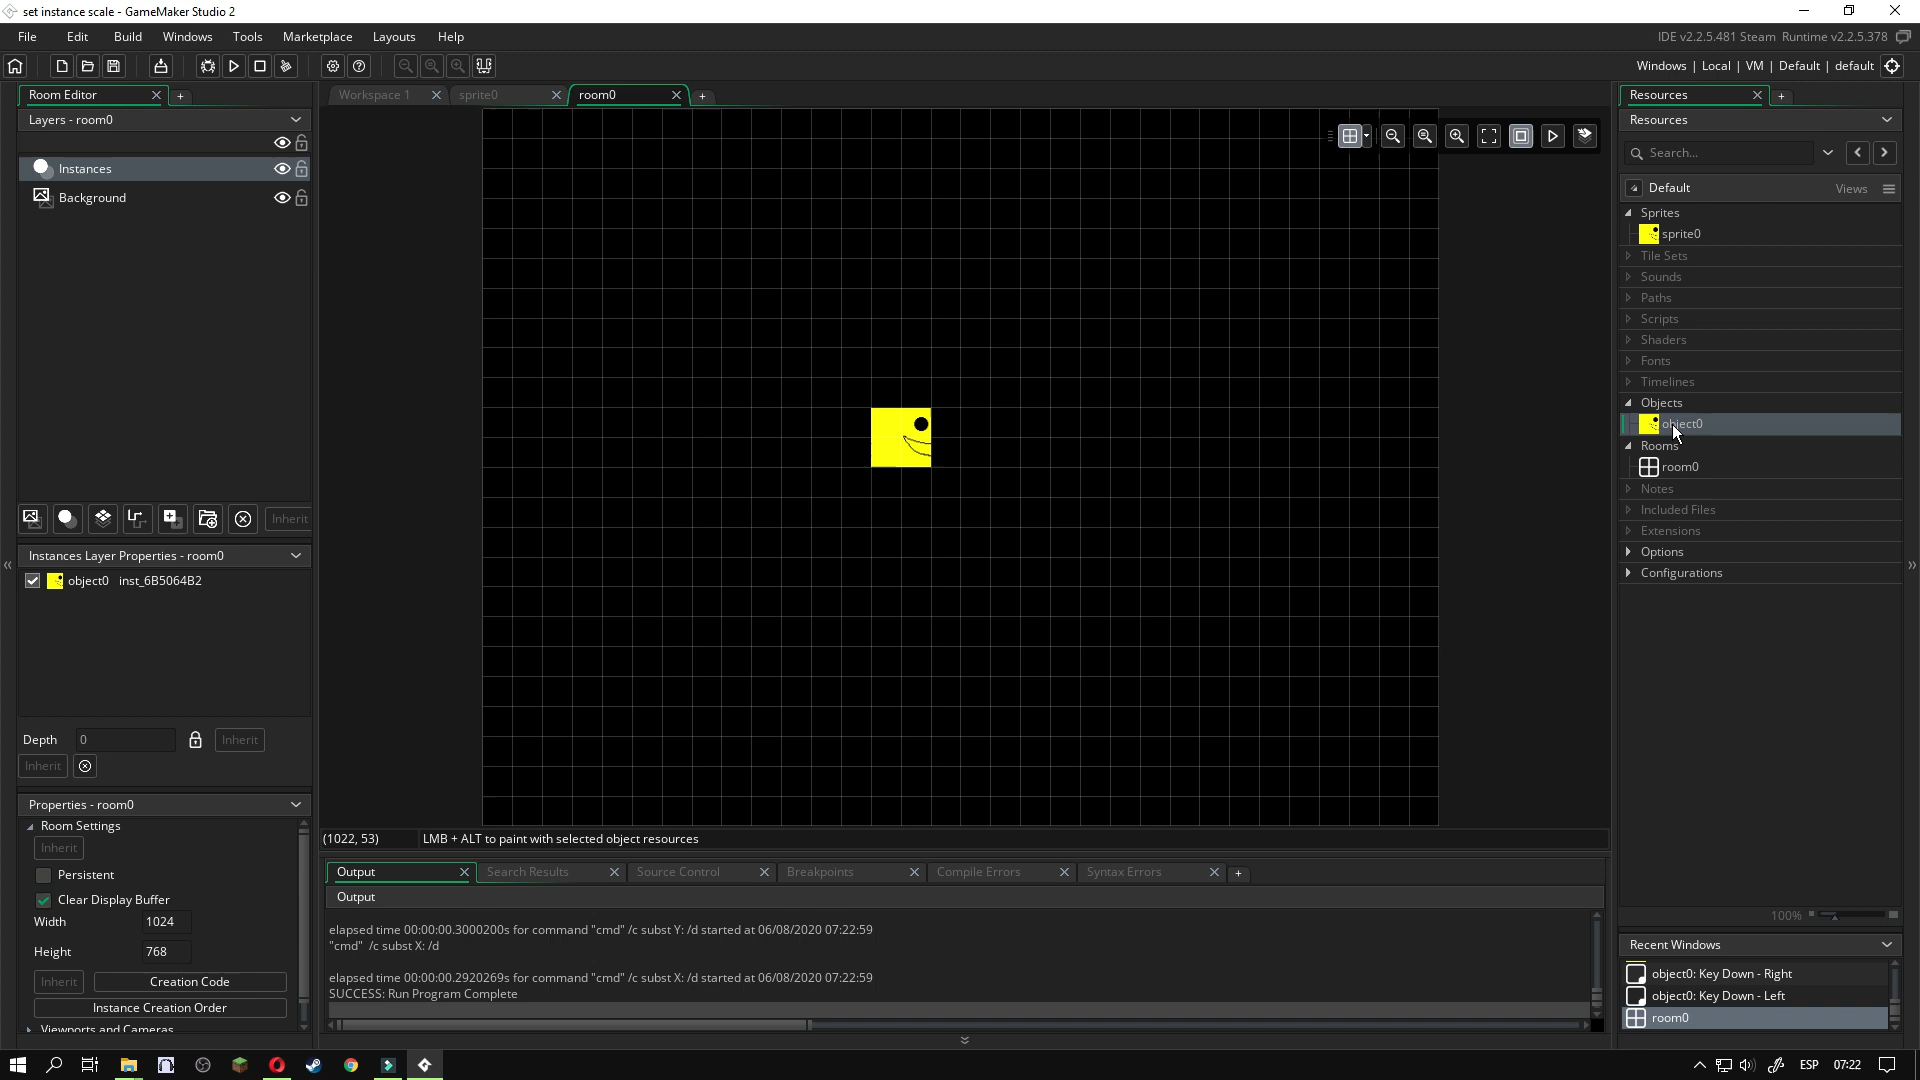 set instance scale - GameMaker Studio 2
File Edit Build Windows Tools Marketplace Layouts Help
IDE v2.2.5.481 Steam Runtime v2.2.5.378
Windows | Local | VM | Default | default
Room Editor
Workspace 1
sprite0
room0
Resources
Layers - room0
Resources
Search...
Instances
Background
Default
Views
Sprites
sprite0
Tile Sets
Sounds
Paths
Scripts
Shaders
Fonts
Timelines
Objects
object0
Rooms
room0
Notes
Included Files
Extensions
Options
Configurations
Inherit
Instances Layer Properties - room0
object0 inst_6B5064B2
Depth 0 Inherit
Inherit
Properties - room0
Room Settings
Inherit
Persistent
Clear Display Buffer
Width 1024
Height 768
Inherit Creation Code
Instance Creation Order
Viewports and Cameras
(1022, 53) LMB + ALT to paint with selected object resources
Output Search Results Source Control Breakpoints Compile Errors Syntax Errors
Output
elapsed time 00:00:00.3000200s for command "cmd" /c subst Y: /d started at 06/08/2020 07:22:59
"cmd" /c subst X: /d
elapsed time 00:00:00.2920269s for command "cmd" /c subst X: /d started at 06/08/2020 07:22:59
SUCCESS: Run Program Complete
100%
Recent Windows
object0: Key Down - Right
object0: Key Down - Left
room0
ESP 07:22